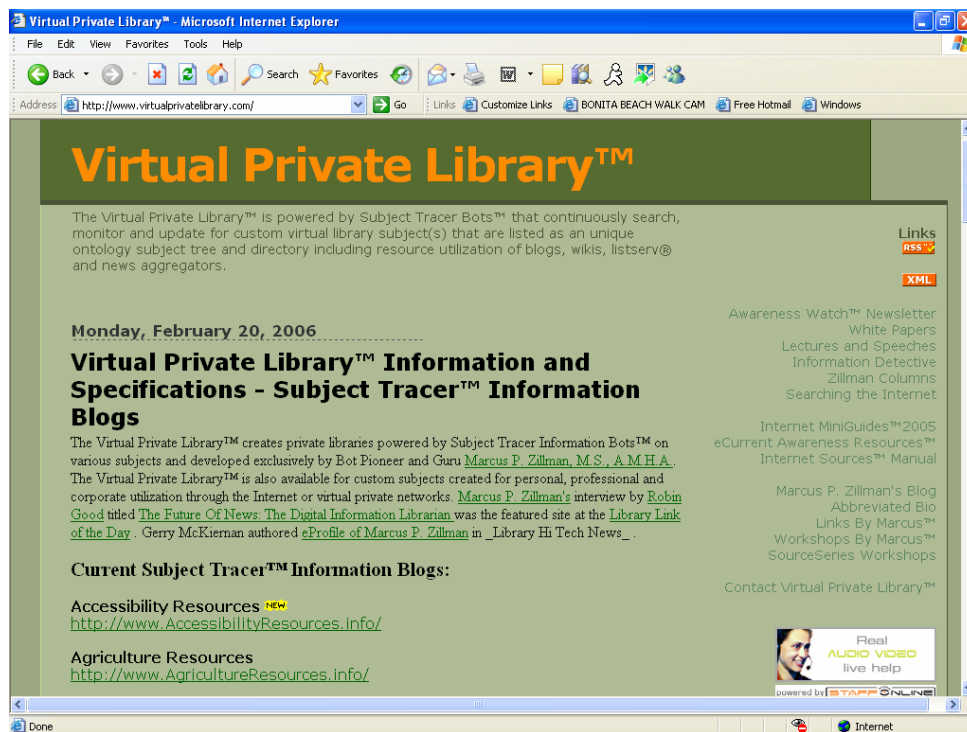 Virtual Private Library™ - Microsoft Internet Explorer
File Edit View Favorites Tools Help
Back Search Favorites
Address http://www.virtualprivatelibrary.com/ Go Links Customize Links BONITA BEACH WALK CAM Free Hotmail Windows
Virtual Private Library™
The Virtual Private Library™ is powered by Subject Tracer Bots™ that continuously search,
monitor and update for custom virtual library subject(s) that are listed as an unique
ontology subject tree and directory including resource utilization of blogs, wikis, listserv®
and news aggregators.
Links
RSS
XML
Monday, February 20, 2006
Virtual Private Library™ Information and
Specifications - Subject Tracer™ Information
Blogs
The Virtual Private Library™ creates private libraries powered by Subject Tracer Information Bots™ on
various subjects and developed exclusively by Bot Pioneer and Guru Marcus P. Zillman, M.S., A.M.H.A..
The Virtual Private Library™ is also available for custom subjects created for personal, professional and
corporate utilization through the Internet or virtual private networks. Marcus P. Zillman's interview by Robin
Good titled The Future Of News: The Digital Information Librarian was the featured site at the Library Link
of the Day . Gerry McKiernan authored eProfile of Marcus P. Zillman in _Library Hi Tech News_ .
Current Subject Tracer™ Information Blogs:
Accessibility Resources NEW
http://www.AccessibilityResources.info/
Agriculture Resources
http://www.AgricultureResources.info/
Awareness Watch™ Newsletter
White Papers
Lectures and Speeches
Information Detective
Zillman Columns
Searching the Internet
Internet MiniGuides™2005
eCurrent Awareness Resources™
Internet Sources™ Manual
Marcus P. Zillman's Blog
Abbreviated Bio
Links By Marcus™
Workshops By Marcus™
SourceSeries Workshops
Contact Virtual Private Library™
Real
AUDIO VIDEO
live help
powered by STAFF ONLINE
Done Internet